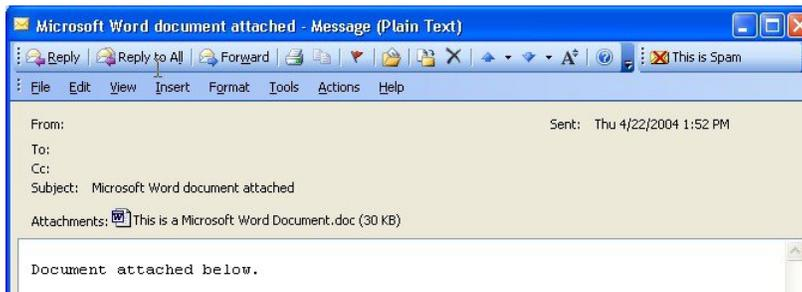 Microsoft Word document attached - Message (Plain Text)
Reply Reply to All Forward A This is Spam
File Edit View Insert Format Tools Actions Help
From: Sent: Thu 4/22/2004 1:52 PM
To:
Cc:
Subject: Microsoft Word document attached
Attachments: This is a Microsoft Word Document.doc (30 KB)
Document attached below.